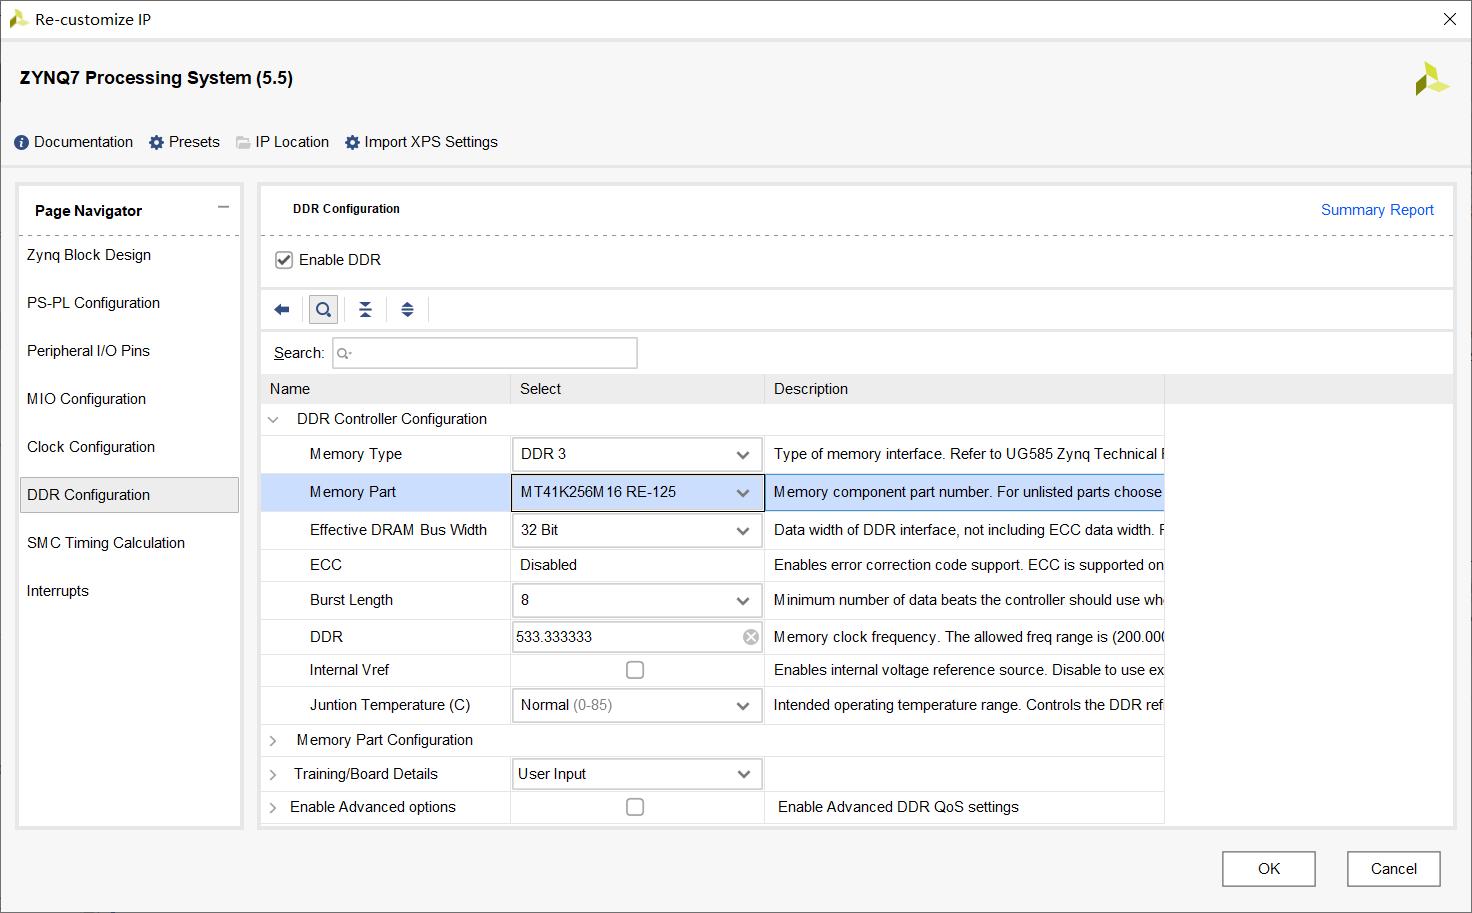 Re-customize IP
ZYNQ7 Processing System (5.5)
Documentation Presets IP Location Import XPS Settings
Page Navigator
Zynq Block Design
PS-PL Configuration
Peripheral I/O Pins
MIO Configuration
Clock Configuration
DDR Configuration
SMC Timing Calculation
Interrupts
DDR Configuration Summary Report
Enable DDR
Search:
Name Select Description
DDR Controller Configuration
Memory Type DDR 3 Type of memory interface. Refer to UG585 Zynq Technical
Memory Part MT41K256M16 RE-125 Memory component part number. For unlisted parts choose
Effective DRAM Bus Width 32 Bit Data width of DDR interface, not including ECC data width.
ECC Disabled Enables error correction code support. ECC is supported on
Burst Length 8 Minimum number of data beats the controller should use
DDR 533.333333 Memory clock frequency. The allowed freq range is (200.000
Internal Vref Enables internal voltage reference source. Disable to use ex
Juntion Temperature (C) Normal (0-85) Intended operating temperature range. Controls the DDR ref
Memory Part Configuration
Training/Board Details User Input
Enable Advanced options Enable Advanced DDR QoS settings
OK Cancel